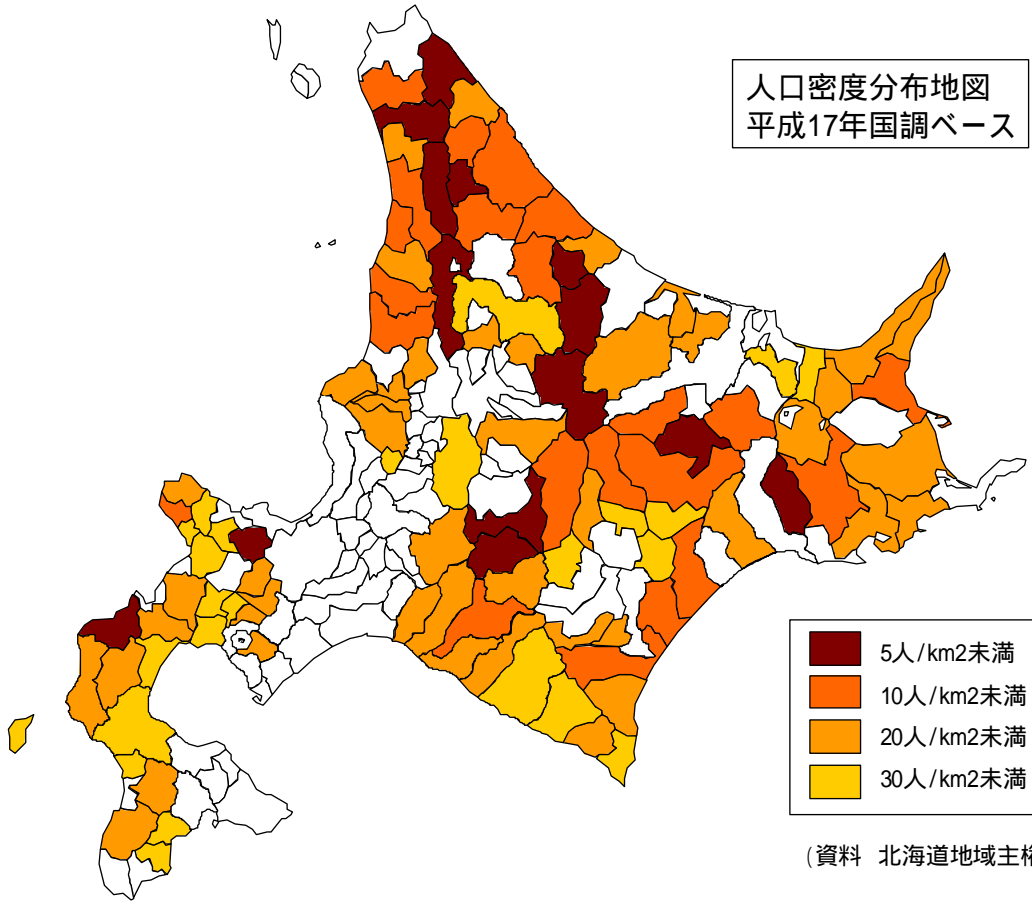 人口密度分布地図
平成17年国調ベース
5人/km2未満
10人/km2未満
20人/km2未満
30人/km2未満
(資料 北海道地域主権